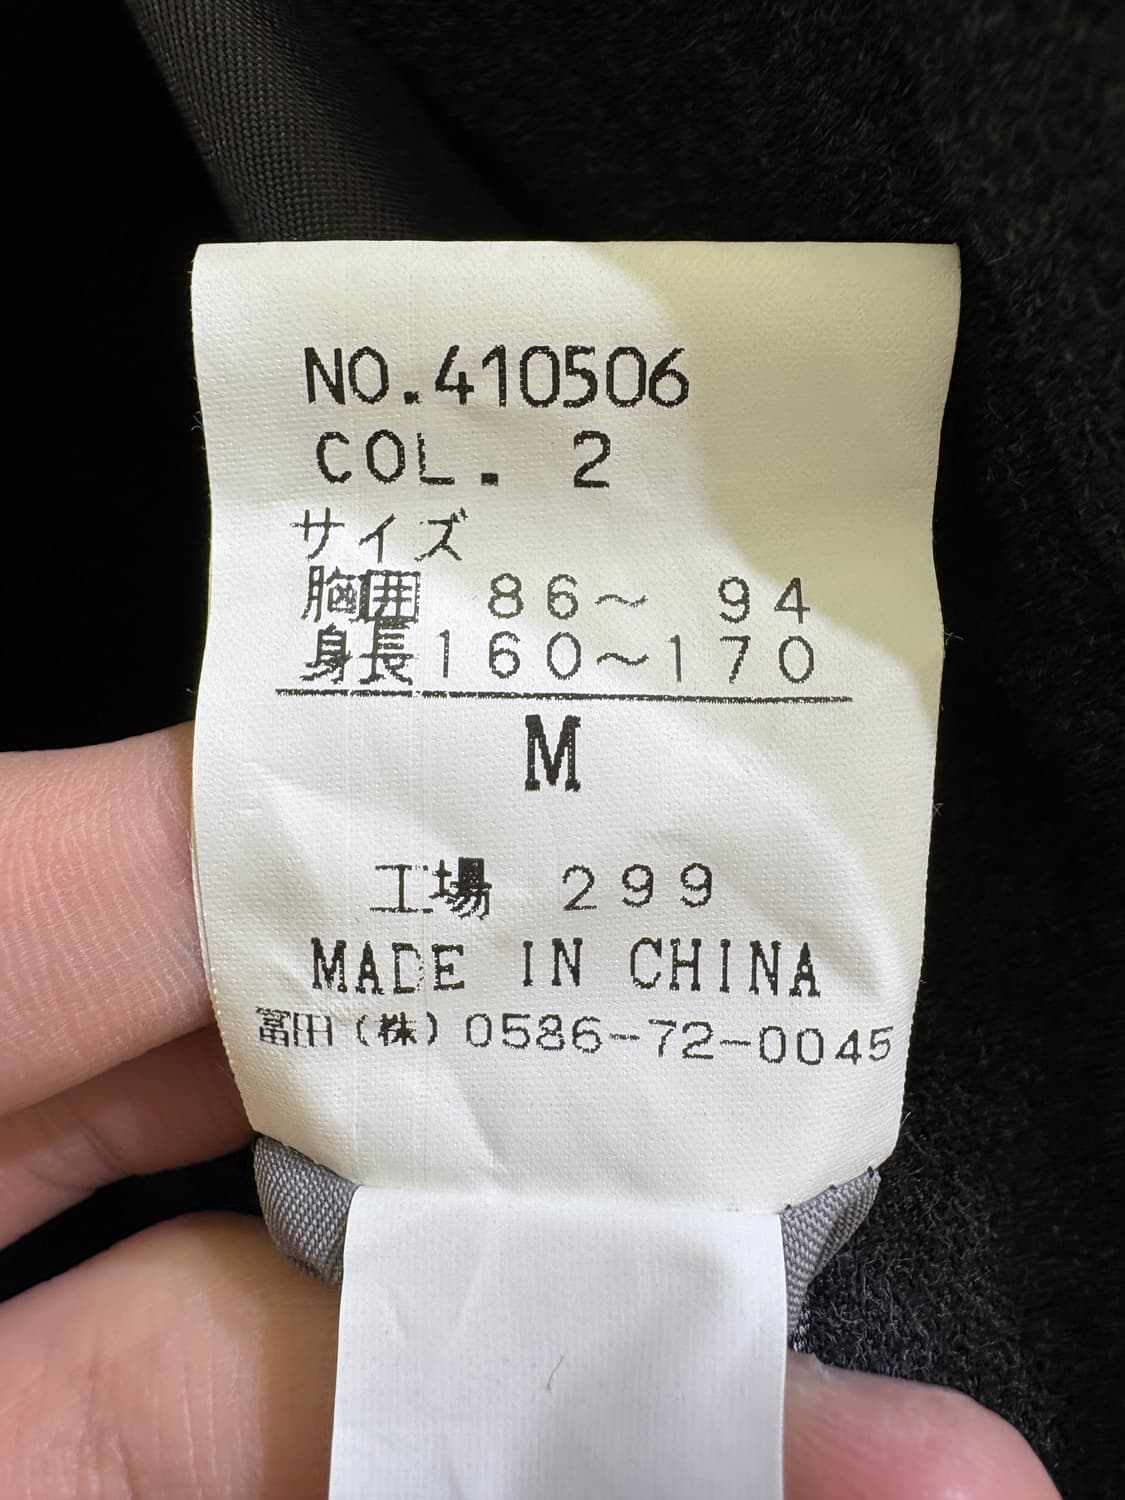 NO.410506
COL. 2
サイズ
胸囲 86～ 94
身長160～170
M
工場 299
MADE IN CHINA
冨田(株)0586-72-0045